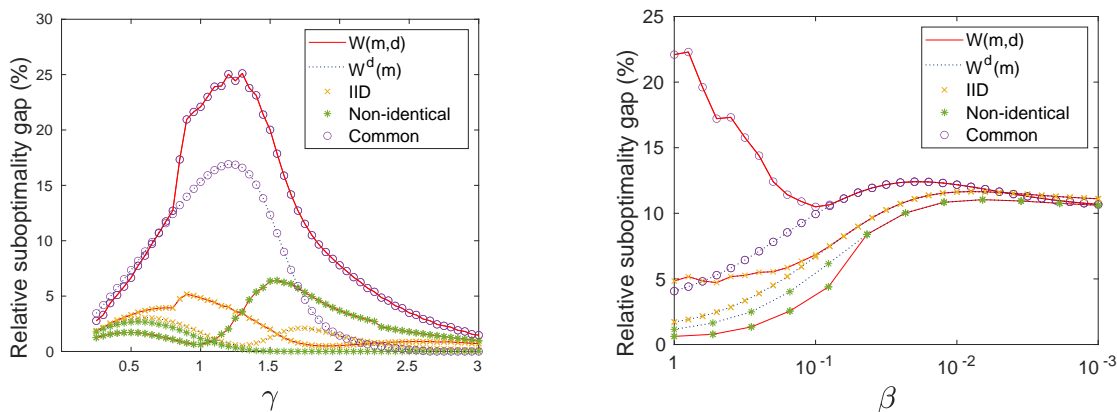 Relative suboptimality gap (%)
30
25
20
15
10
5
0
0.5 1 1.5 2 2.5 3
γ
W(m,d)
W^d(m)
IID
Non-identical
Common
Relative suboptimality gap (%)
25
20
15
10
5
0
1 10^-1 10^-2 10^-3
β
W(m,d)
W^d(m)
IID
Non-identical
Common